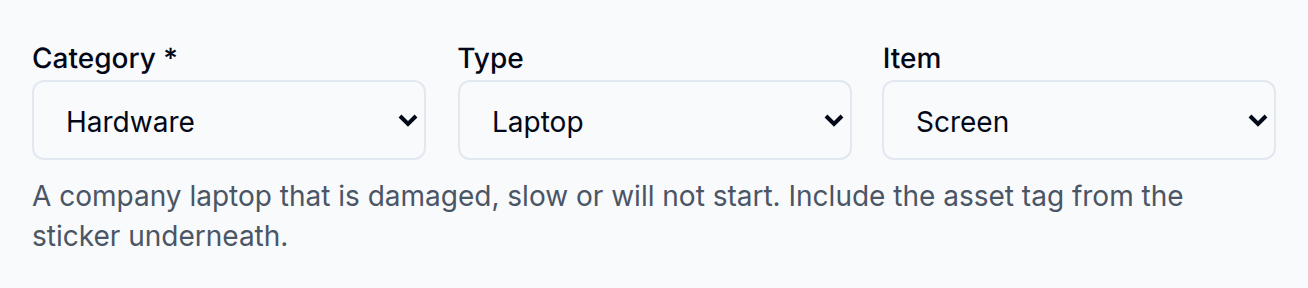 Category * Type Item
Hardware Laptop Screen
A company laptop that is damaged, slow or will not start. Include the asset tag from the
sticker underneath.